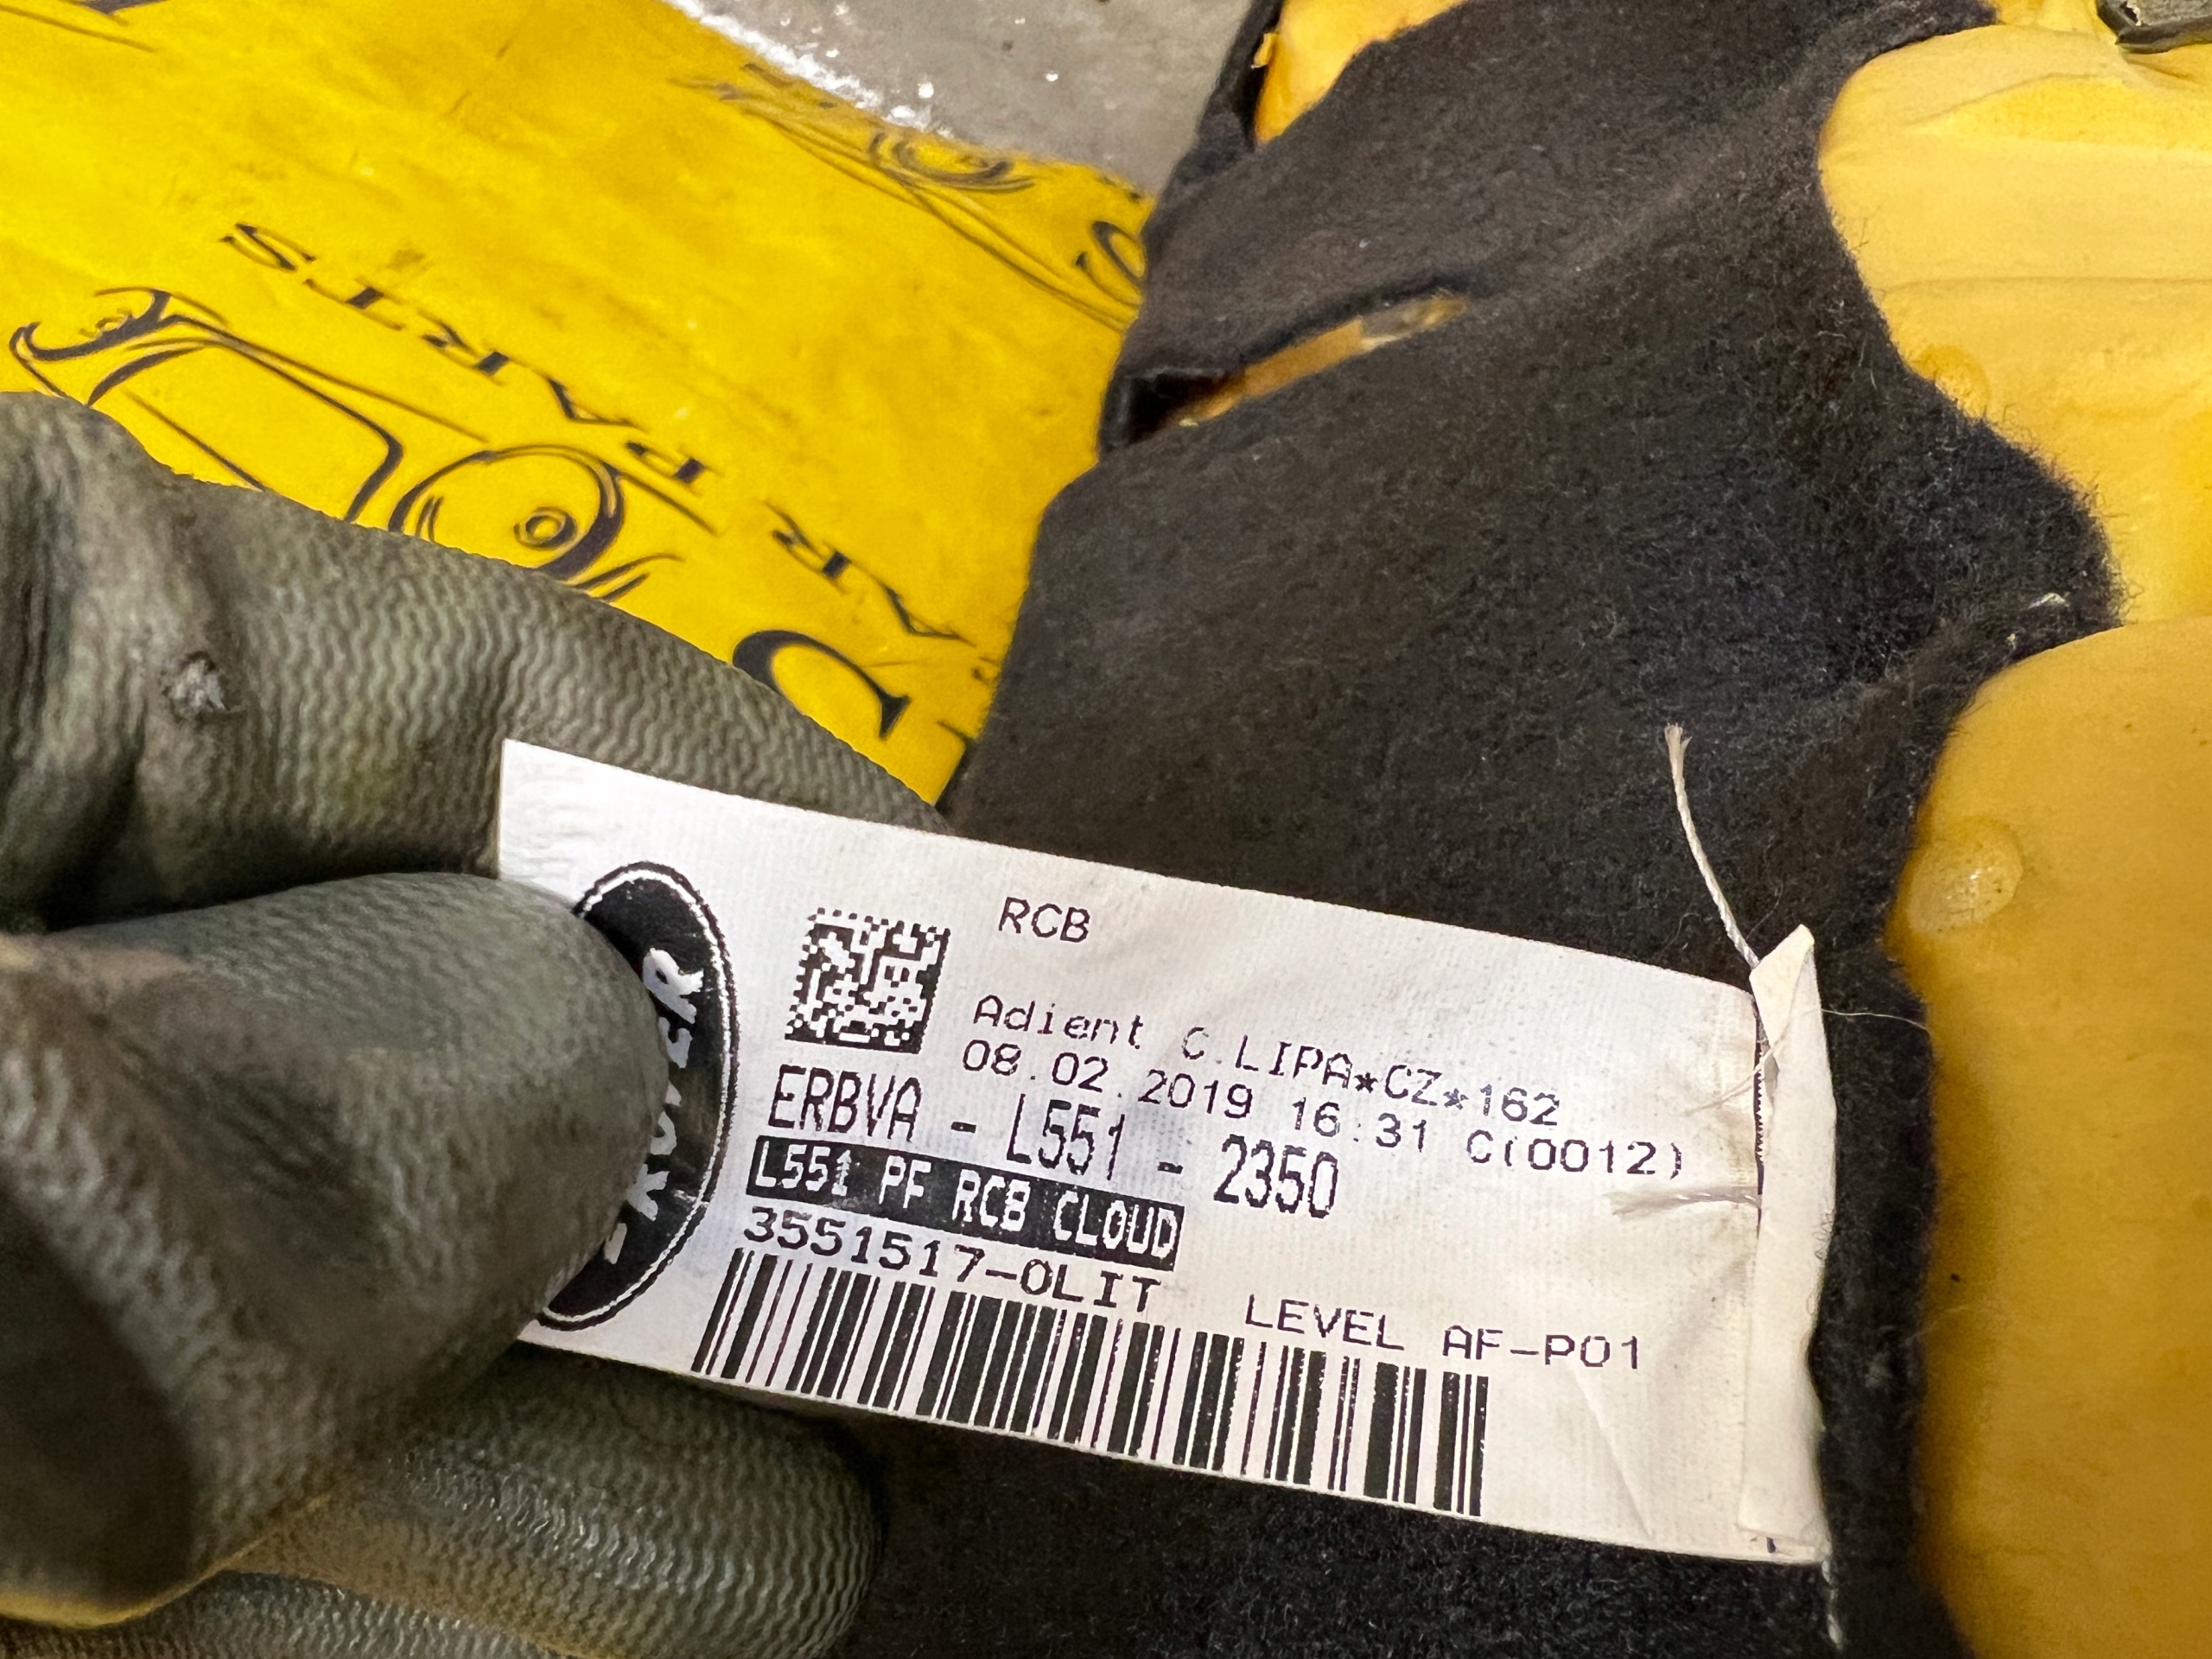 PARTS
RCB
Adient C.LIPA*CZ*162
08.02.2019 16:31 C(0012)
ERBVA - L551 - 2350
L551 PF RCB CLOUD
3551517-0LIT
LEVEL AF-P01